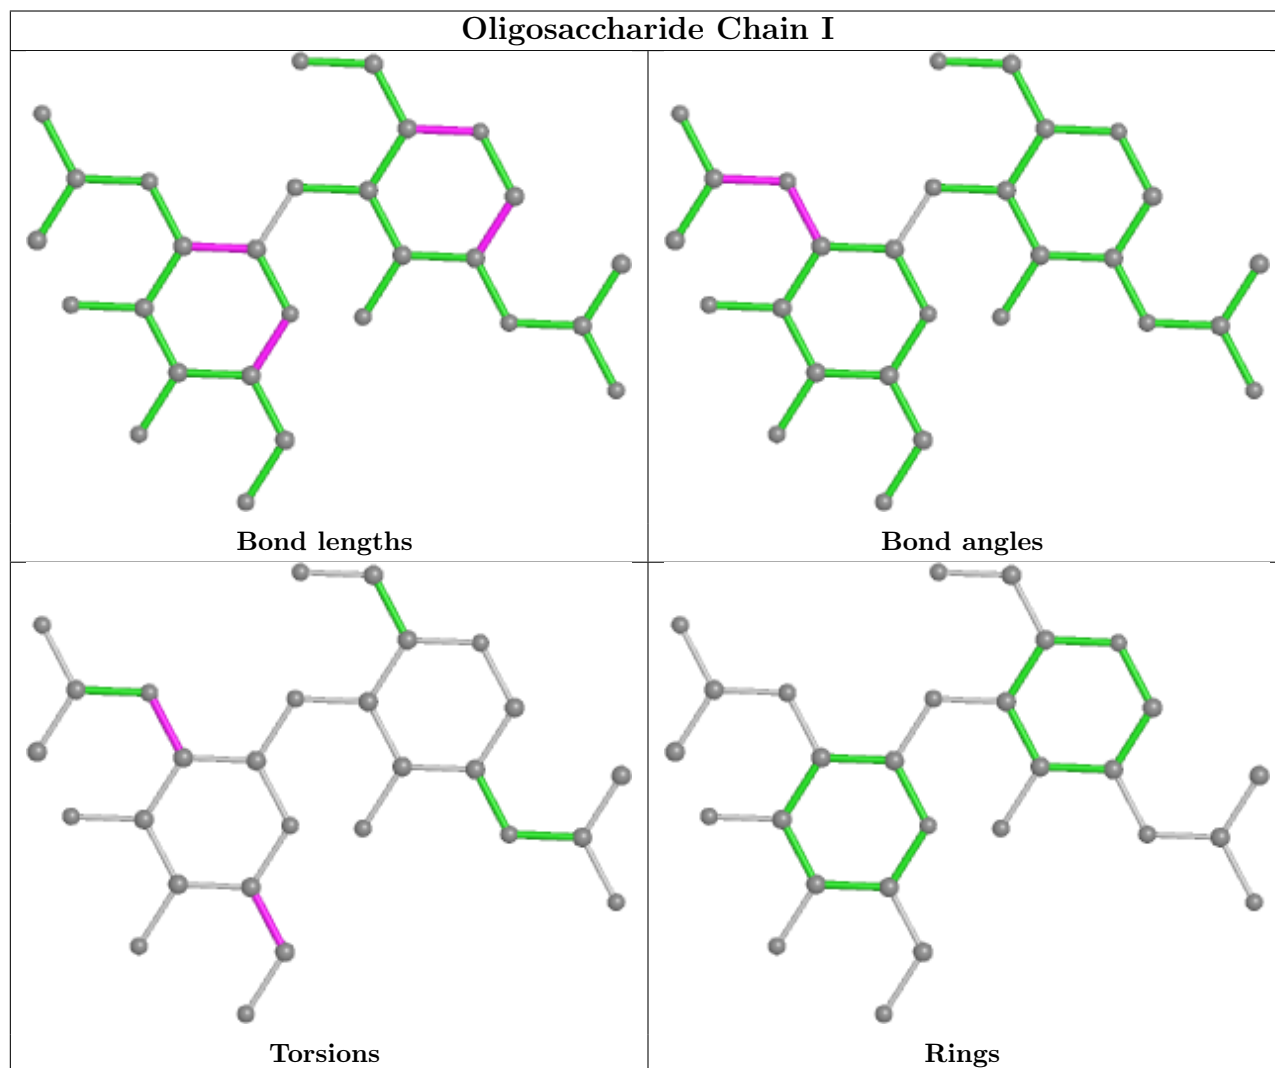 Oligosaccharide Chain I
Bond lengths
Bond angles
Torsions
Rings